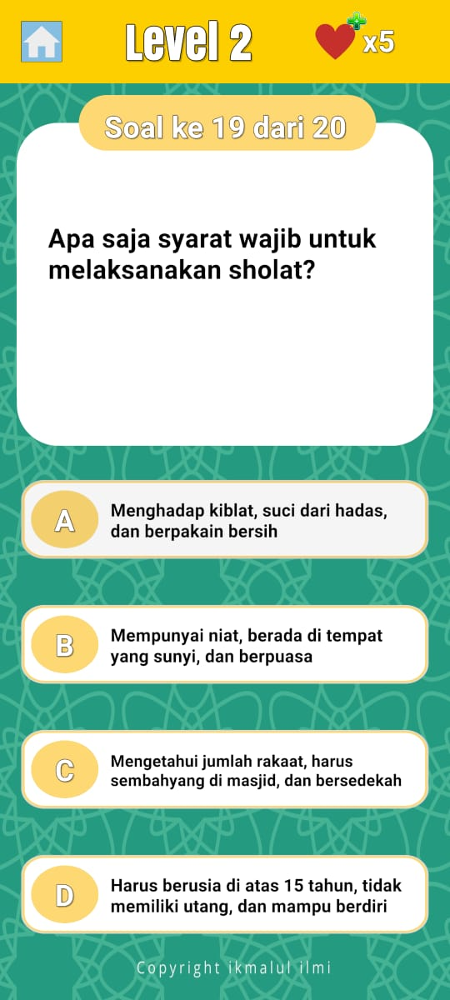 Level 2
x5
Soal ke 19 dari 20
Apa saja syarat wajib untuk
melaksanakan sholat?
A
Menghadap kiblat, suci dari hadas,
dan berpakain bersih
B
Mempunyai niat, berada di tempat
yang sunyi, dan berpuasa
C
Mengetahui jumlah rakaat, harus
sembahyang di masjid, dan bersedekah
D
Harus berusia di atas 15 tahun, tidak
memiliki utang, dan mampu berdiri
Copyright ikmalul ilmi